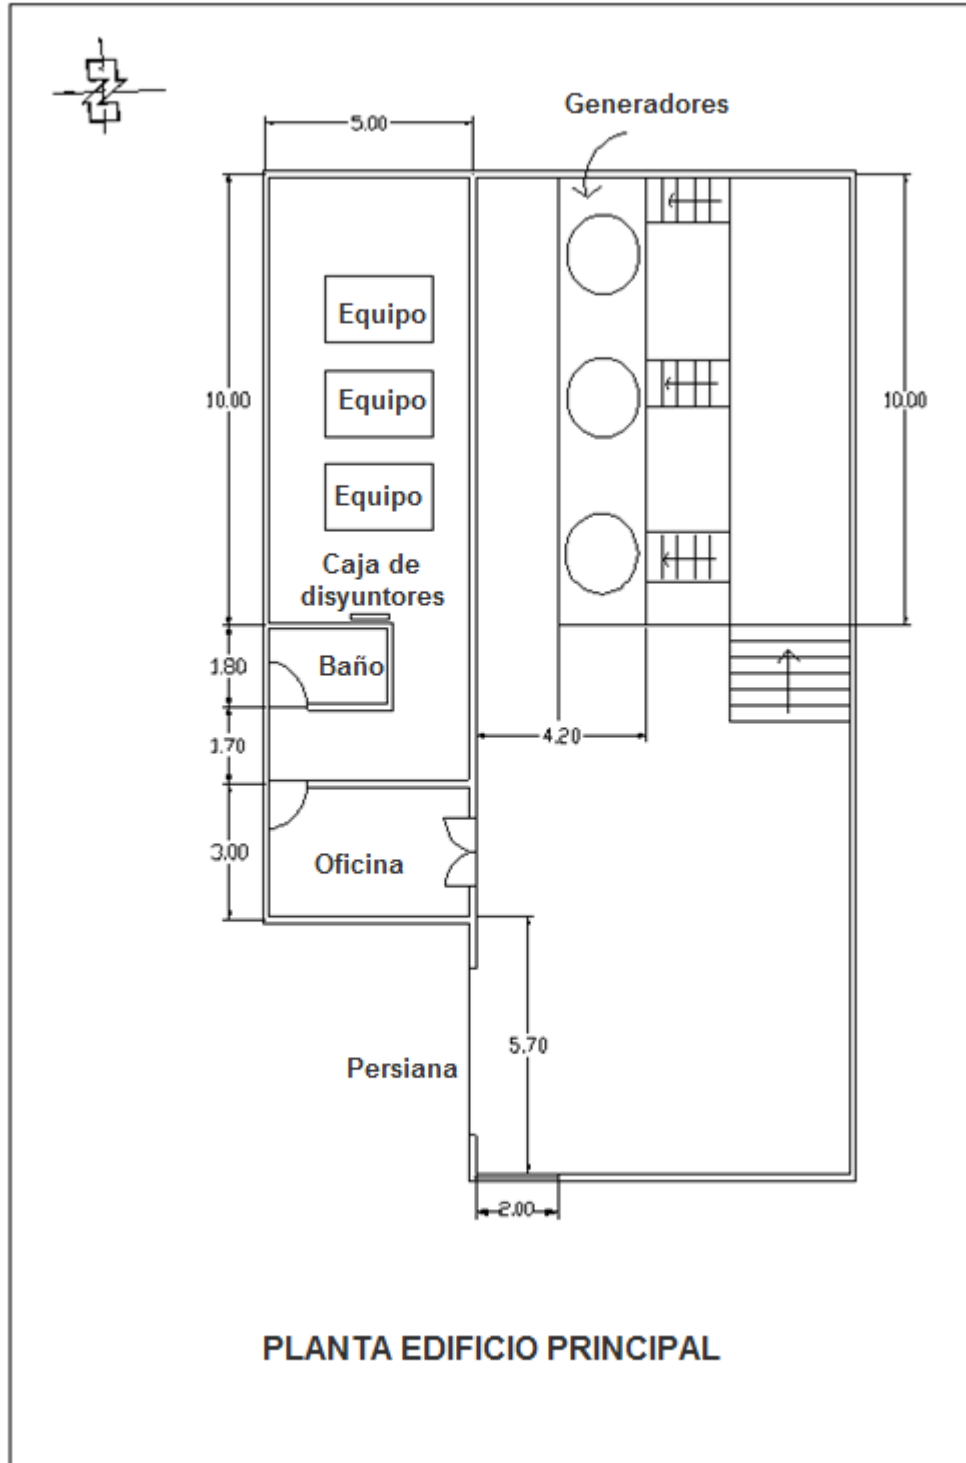 Generadores
5.00
10.00
10.00
Equipo
Equipo
Equipo
Caja de
disyuntores
1.80
Baño
1.70
4.20
3.00
Oficina
5.70
Persiana
2.00
PLANTA EDIFICIO PRINCIPAL